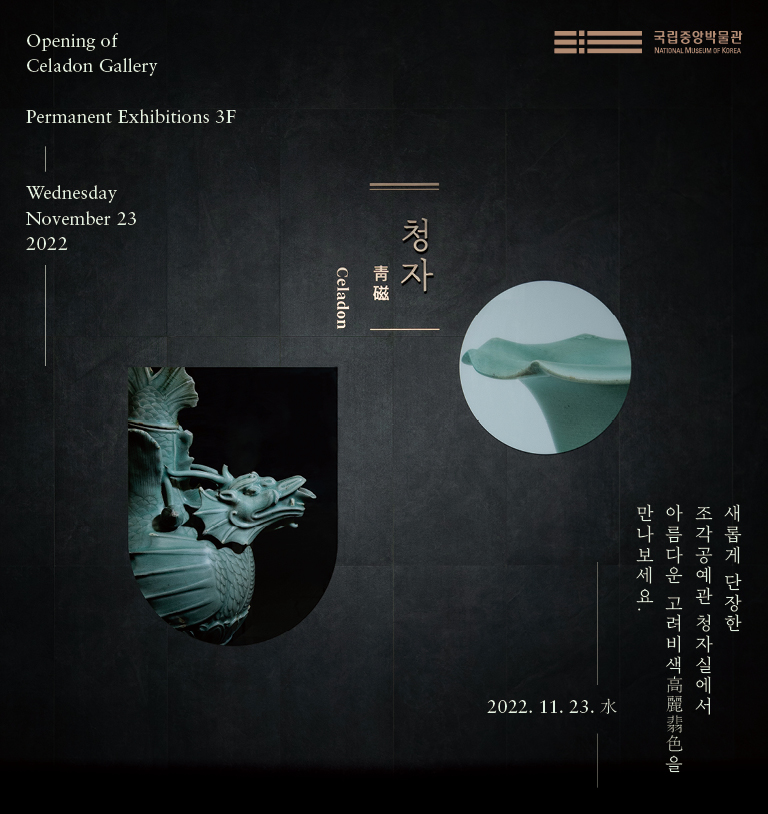 Opening of
Celadon Gallery
Permanent Exhibitions 3F
Wednesday
November 23
2022
국립중앙박물관
NATIONAL MUSEUM OF KOREA
청자
靑磁
Celadon
새롭게 단장한
조각공예관 청자실에서
아름다운 고려비색高麗翡色을
만나보세요.
2022. 11. 23. 水